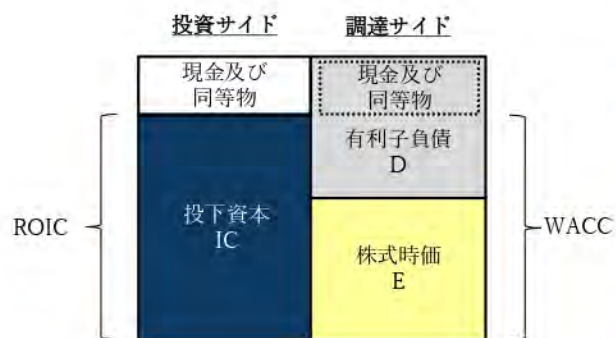 投資サイド
調達サイド
現金及び
同等物
現金及び
同等物
有利子負債
D
ROIC
投下資本
IC
WACC
株式時価
E